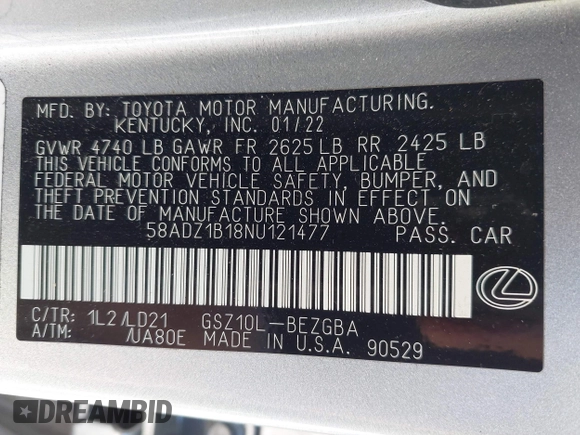 MFD. BY: TOYOTA MOTOR MANUFACTURING.
KENTUCKY, INC. 01/22
GVWR 4740 LB GAWR FR 2625 LB RR 2425 LB
THIS VEHICLE CONFORMS TO ALL APPLICABLE
FEDERAL MOTOR VEHICLE SAFETY, BUMPER, AND
THEFT PREVENTION STANDARDS IN EFFECT ON
THE DATE OF MANUFACTURE SHOWN ABOVE.
58ADZ1B18NU121477 PASS. CAR
C/TR: 1L2/LD21 GSZ10L-BEZGBA
A/TM: /UA80E MADE IN U.S.A. 90529
DREAMBID